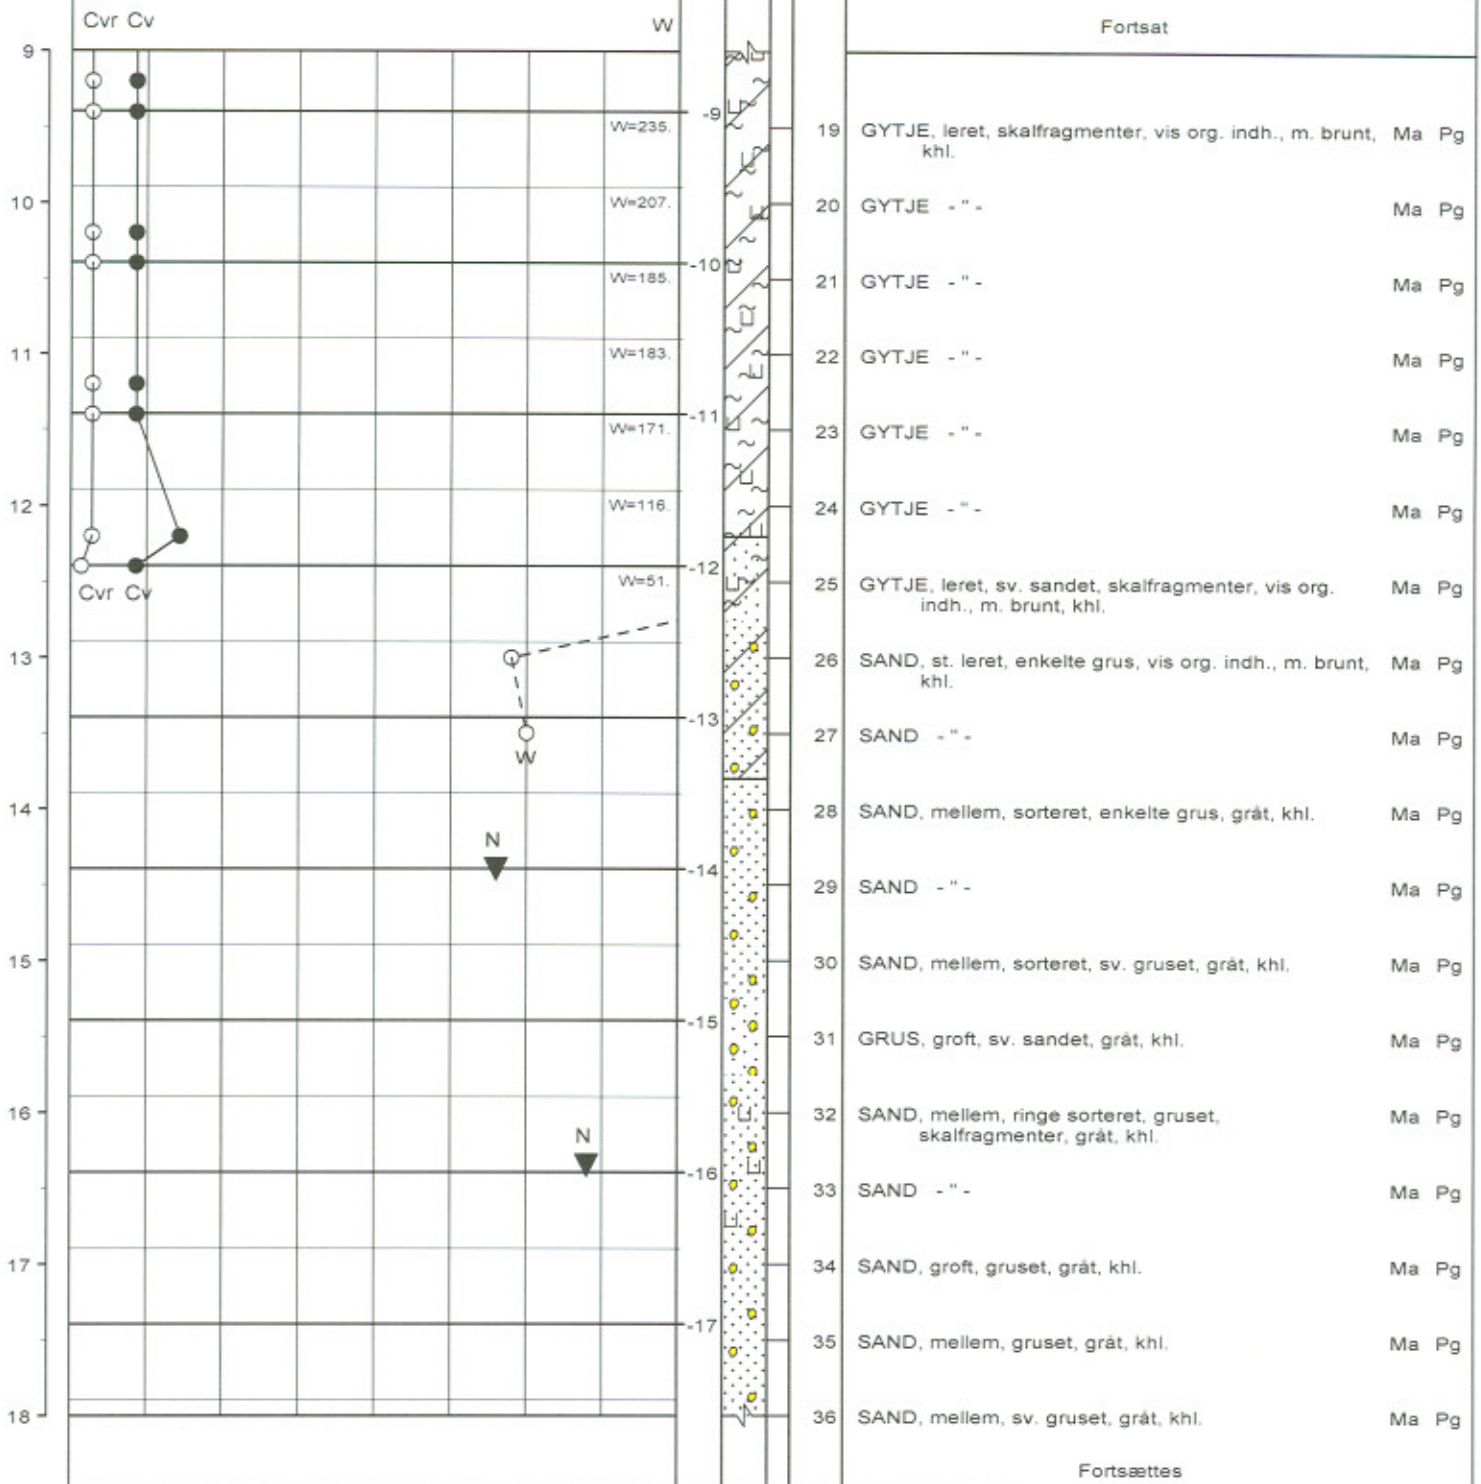 Cvr Cv W Fortsat
9
-9
W=235. 19 GYTJE, leret, skalfragmenter, vis org. indh., m. brunt, Ma Pg
khl.
10 W=207. 20 GYTJE - " - Ma Pg
-10
W=185. 21 GYTJE - " - Ma Pg
11 W=183. 22 GYTJE - " - Ma Pg
-11
W=171. 23 GYTJE - " - Ma Pg
12 W=116. 24 GYTJE - " - Ma Pg
-12
Cvr Cv W=51. 25 GYTJE, leret, sv. sandet, skalfragmenter, vis org. Ma Pg
indh., m. brunt, khl.
13 26 SAND, st. leret, enkelte grus, vis org. indh., m. brunt, Ma Pg
khl.
-13
W 27 SAND - " - Ma Pg
14 28 SAND, mellem, sorteret, enkelte grus, gråt, khl. Ma Pg
N
-14
29 SAND - " - Ma Pg
15 30 SAND, mellem, sorteret, sv. gruset, gråt, khl. Ma Pg
-15
31 GRUS, groft, sv. sandet, gråt, khl. Ma Pg
16 32 SAND, mellem, ringe sorteret, gruset, Ma Pg
skalfragmenter, gråt, khl.
N
-16
33 SAND - " - Ma Pg
17 34 SAND, groft, gruset, gråt, khl. Ma Pg
-17
35 SAND, mellem, gruset, gråt, khl. Ma Pg
18 36 SAND, mellem, sv. gruset, gråt, khl. Ma Pg
Fortsættes